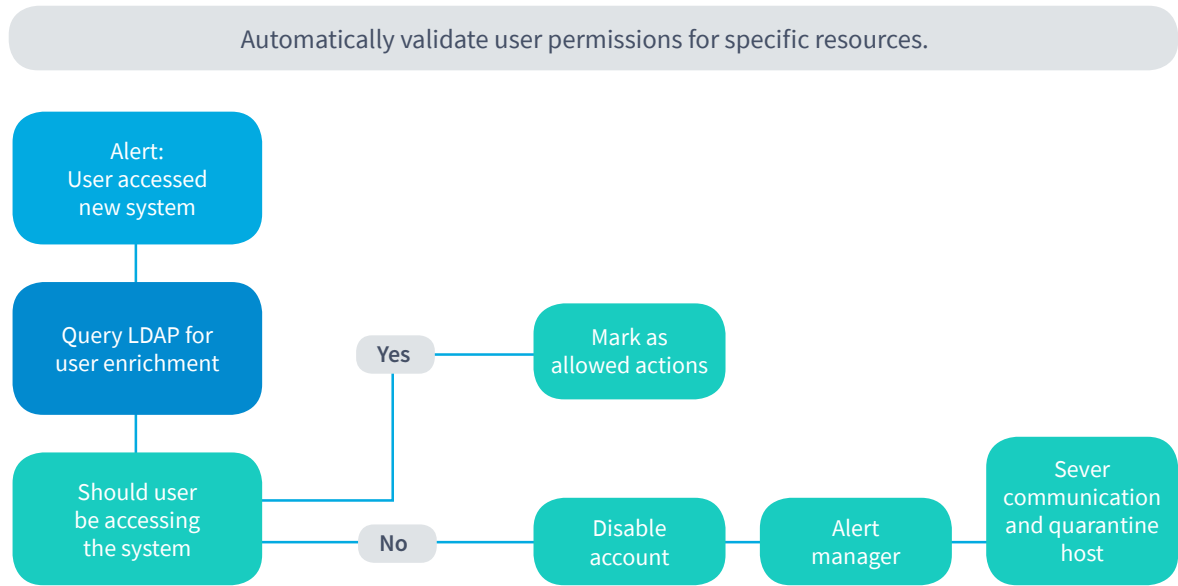 Automatically validate user permissions for specific resources.
Alert:
User accessed
new system
Query LDAP for
user enrichment
Should user
be accessing
the system
Yes
Mark as
allowed actions
No
Disable
account
Alert
manager
Sever
communication
and quarantine
host